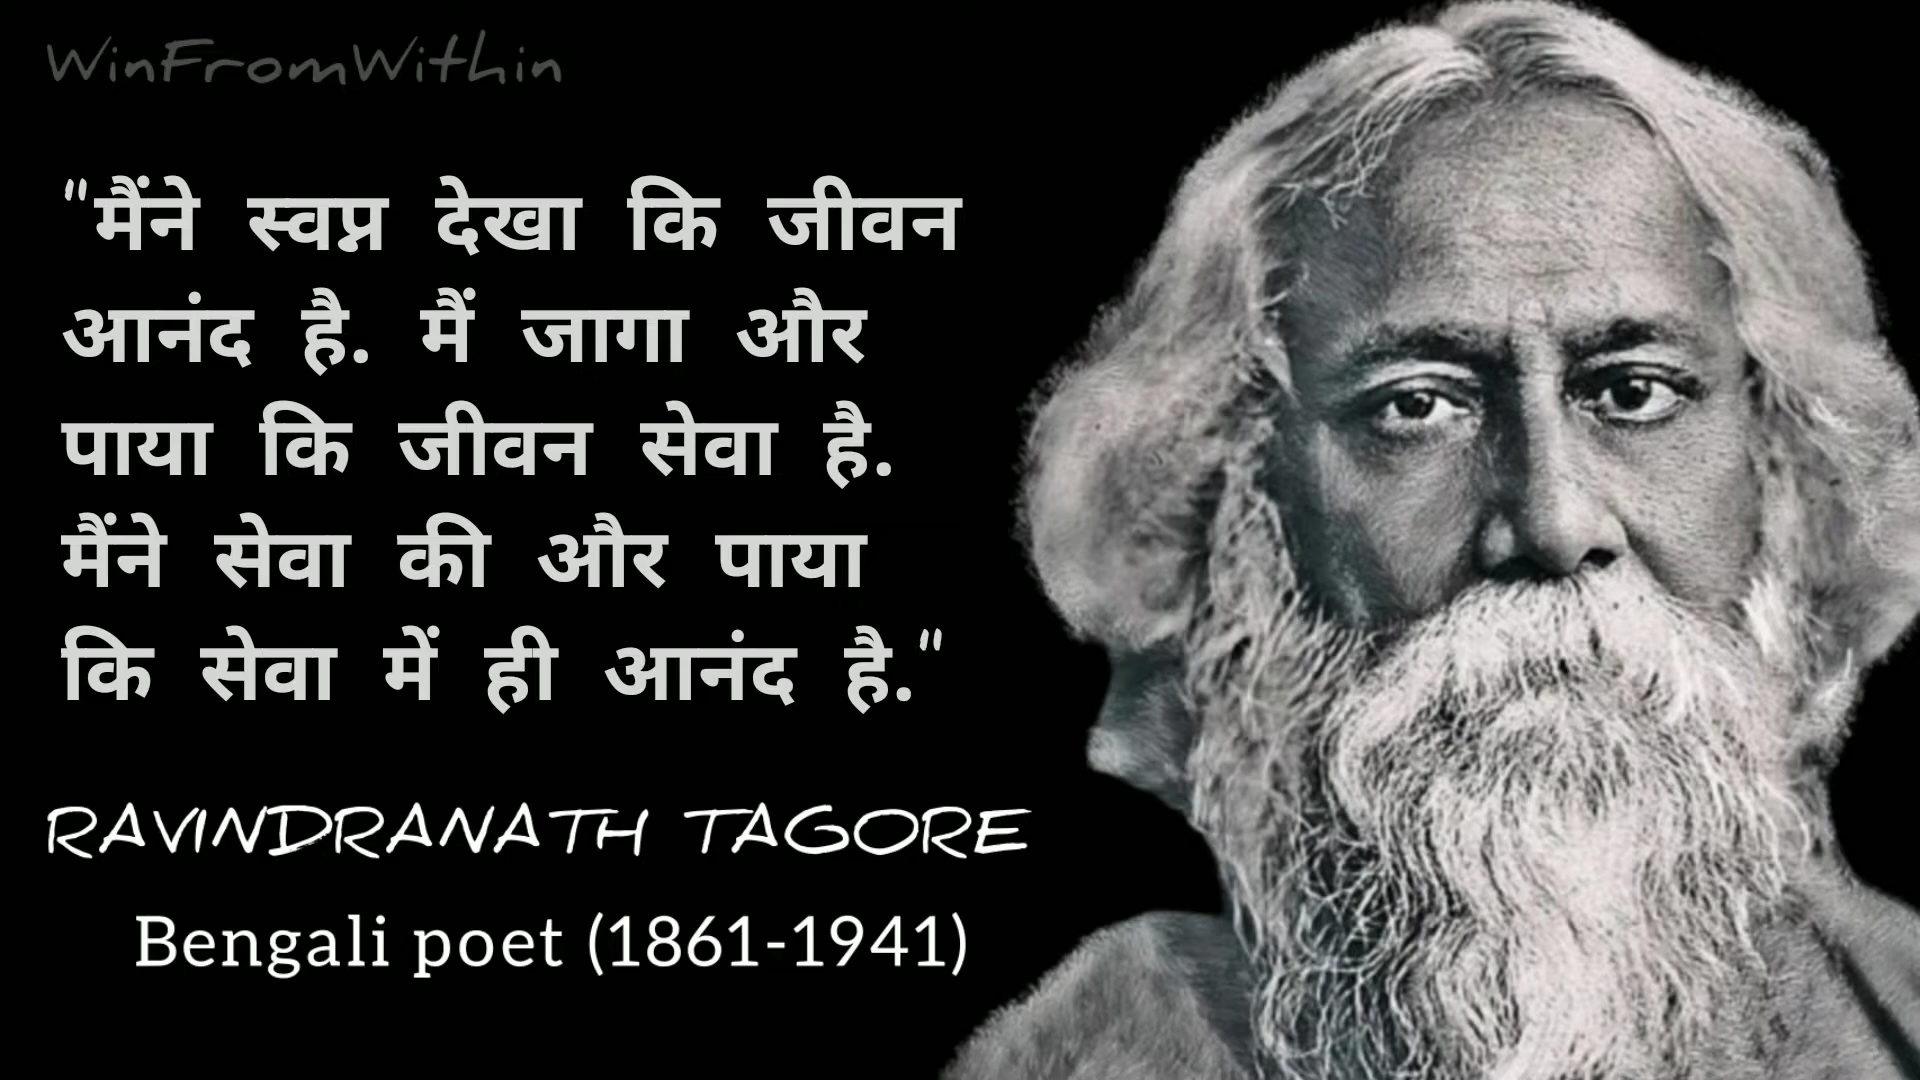 WinFromWithin
"मैंने स्वप्न देखा कि जीवन
आनंद है. मैं जागा और
पाया कि जीवन सेवा है.
मैंने सेवा की और पाया
कि सेवा में ही आनंद है."
RAVINDRANATH TAGORE
Bengali poet (1861-1941)